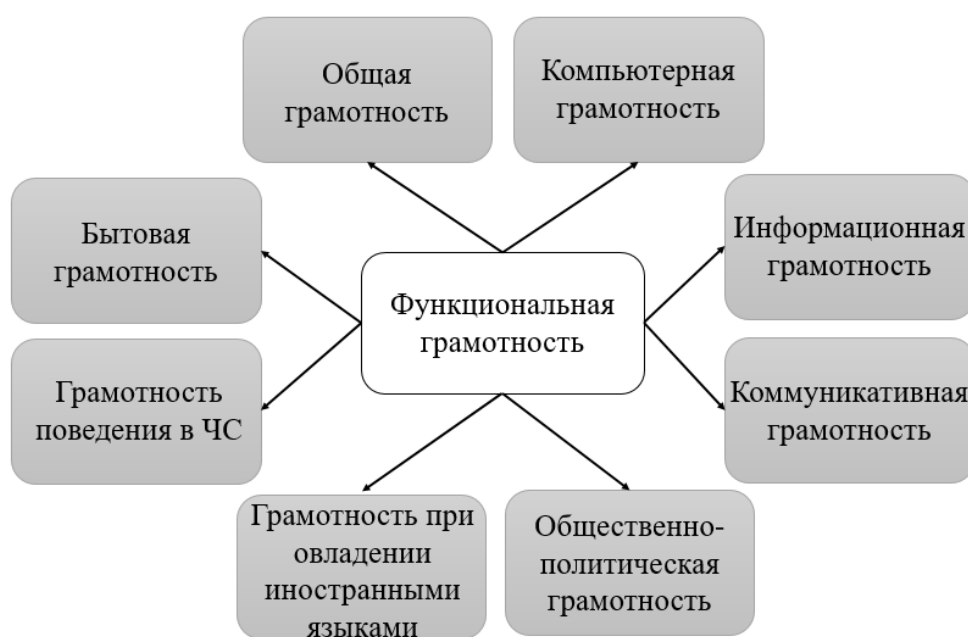 Общая
грамотность
Компьютерная
грамотность
Бытовая
грамотность
Информационная
грамотность
Функциональная
грамотность
Грамотность
поведения в ЧС
Коммуникативная
грамотность
Грамотность при
овладении
иностранными
языками
Общественно-
политическая
грамотность